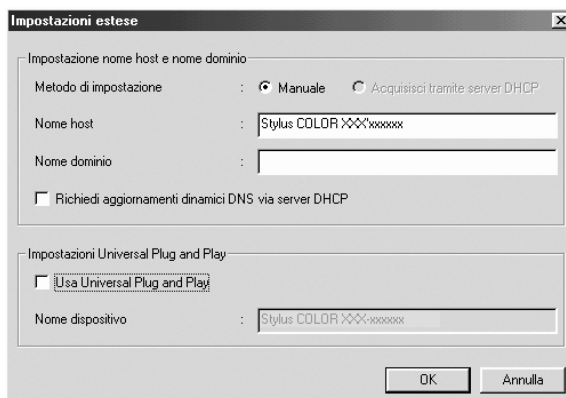 Impostazioni estese
Impostazione nome host e nome dominio
Metodo di impostazione : Manuale Acquisisci tramite server DHCP
Nome host : Stylus COLOR XXX'xxxxxx
Nome dominio :
Richiedi aggiornamenti dinamici DNS via server DHCP
Impostazioni Universal Plug and Play
Usa Universal Plug and Play
Nome dispositivo : Stylus COLOR XXX-xxxxxx
OK Annulla